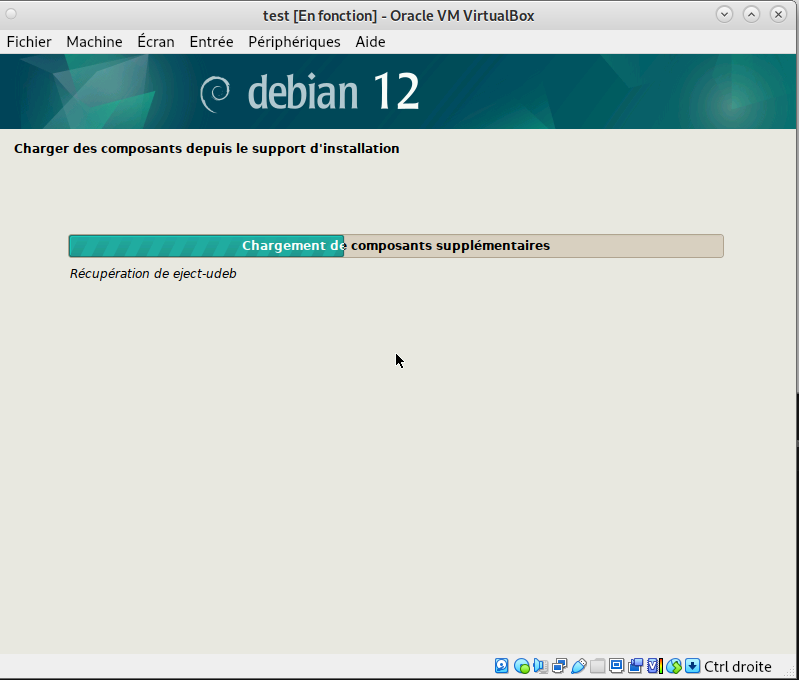 test [En fonction] - Oracle VM VirtualBox
Fichier Machine Écran Entrée Périphériques Aide
debian 12
Charger des composants depuis le support d'installation
Chargement de composants supplémentaires
Récupération de eject-udeb
Ctrl droite